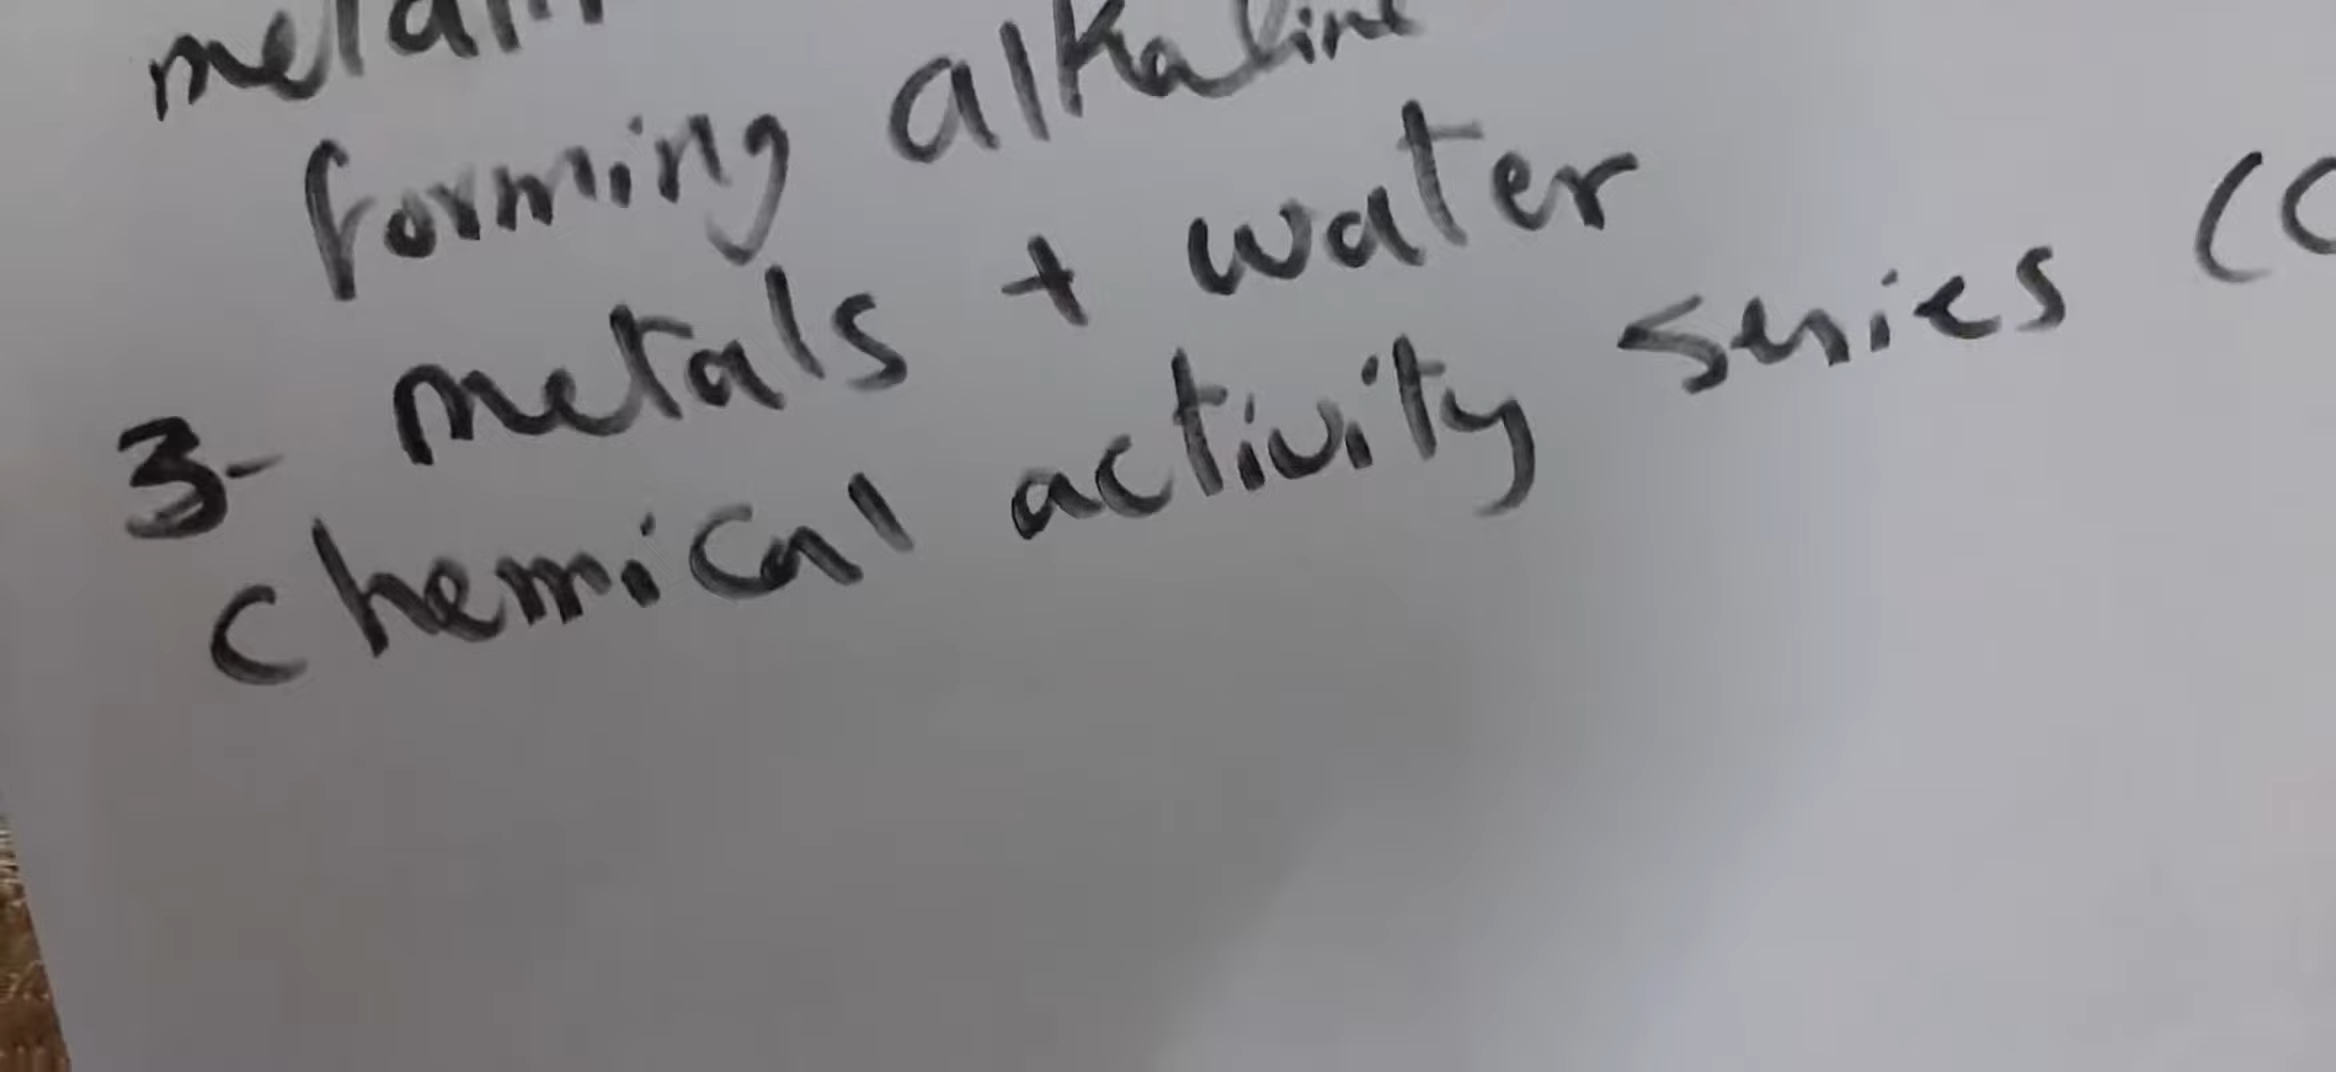 forming alkaline
3- metals + water
chemical activity series (